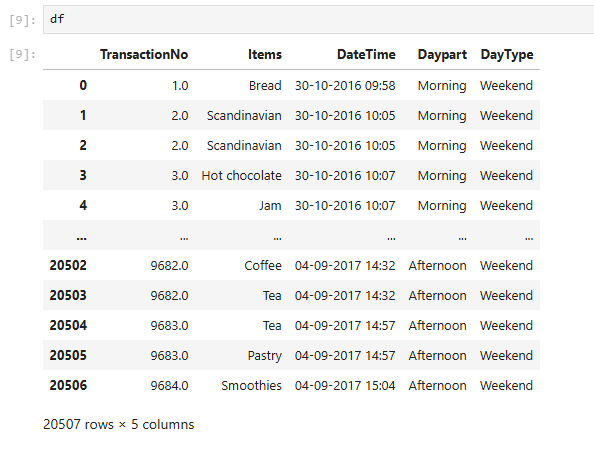 [9]: df
[9]:
TransactionNo Items DateTime Daypart DayType
0 1.0 Bread 30-10-2016 09:58 Morning Weekend
1 2.0 Scandinavian 30-10-2016 10:05 Morning Weekend
2 2.0 Scandinavian 30-10-2016 10:05 Morning Weekend
3 3.0 Hot chocolate 30-10-2016 10:07 Morning Weekend
4 3.0 Jam 30-10-2016 10:07 Morning Weekend
... ... ... ... ... ...
20502 9682.0 Coffee 04-09-2017 14:32 Afternoon Weekend
20503 9682.0 Tea 04-09-2017 14:32 Afternoon Weekend
20504 9683.0 Tea 04-09-2017 14:57 Afternoon Weekend
20505 9683.0 Pastry 04-09-2017 14:57 Afternoon Weekend
20506 9684.0 Smoothies 04-09-2017 15:04 Afternoon Weekend
20507 rows × 5 columns